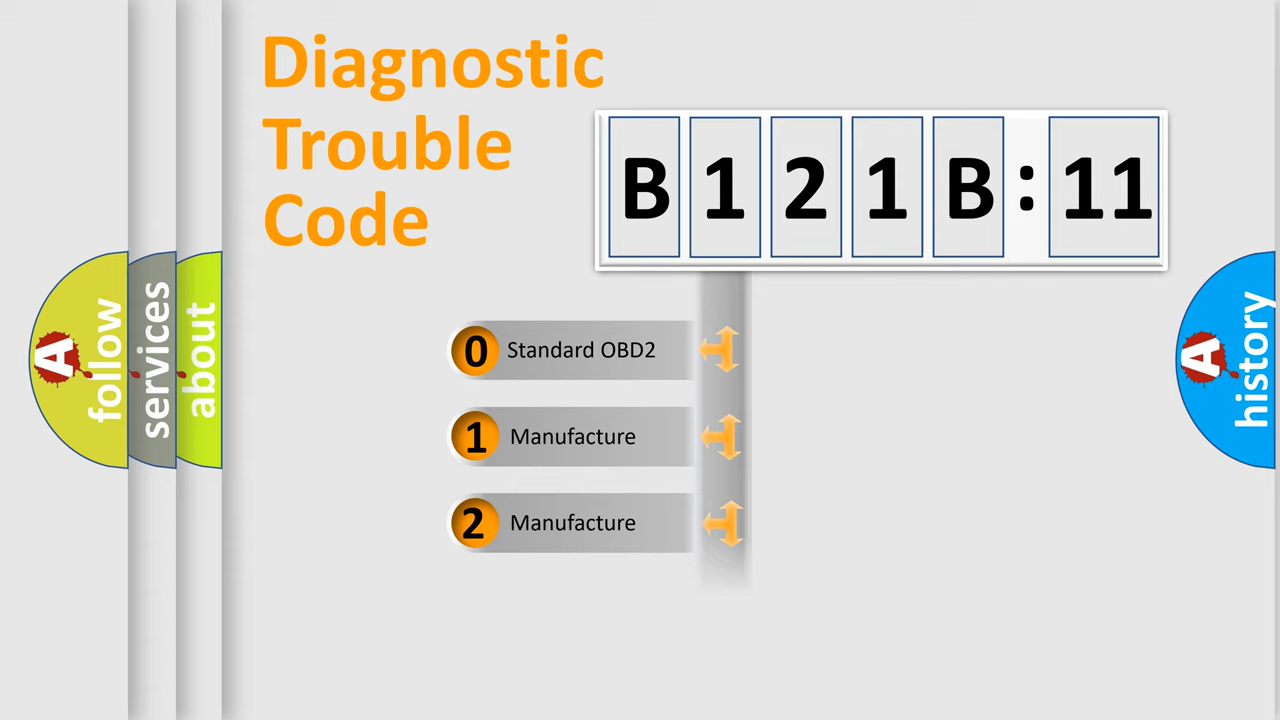 Diagnostic
Trouble
Code
B 1 2 1 B : 11
0 Standard OBD2
1 Manufacture
2 Manufacture
A follow
services
about
A history